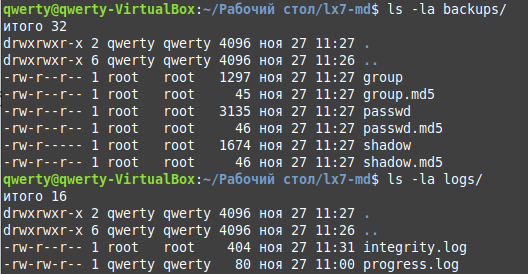 qwerty@qwerty-VirtualBox:~/Рабочий стол/lx7-md$ ls -la backups/
итого 32
drwxrwxr-x 2 qwerty qwerty 4096 ноя 27 11:27 .
drwxrwxr-x 6 qwerty qwerty 4096 ноя 27 11:26 ..
-rw-r--r-- 1 root   root   1297 ноя 27 11:27 group
-rw-r--r-- 1 root   root     45 ноя 27 11:27 group.md5
-rw-r--r-- 1 root   root   3135 ноя 27 11:27 passwd
-rw-r--r-- 1 root   root     46 ноя 27 11:27 passwd.md5
-rw-r----- 1 root   root   1674 ноя 27 11:27 shadow
-rw-r--r-- 1 root   root     46 ноя 27 11:27 shadow.md5
qwerty@qwerty-VirtualBox:~/Рабочий стол/lx7-md$ ls -la logs/
итого 16
drwxrwxr-x 2 qwerty qwerty 4096 ноя 27 11:27 .
drwxrwxr-x 6 qwerty qwerty 4096 ноя 27 11:26 ..
-rw-r--r-- 1 root   root    404 ноя 27 11:31 integrity.log
-rw-rw-r-- 1 qwerty qwerty   80 ноя 27 11:00 progress.log